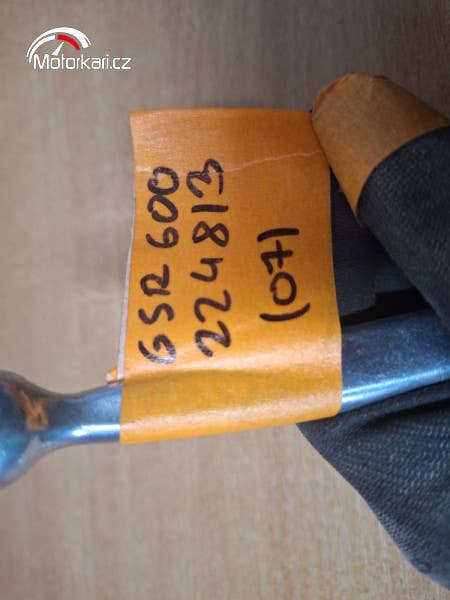 Motorkari.cz
GSR 600
224813
(07)